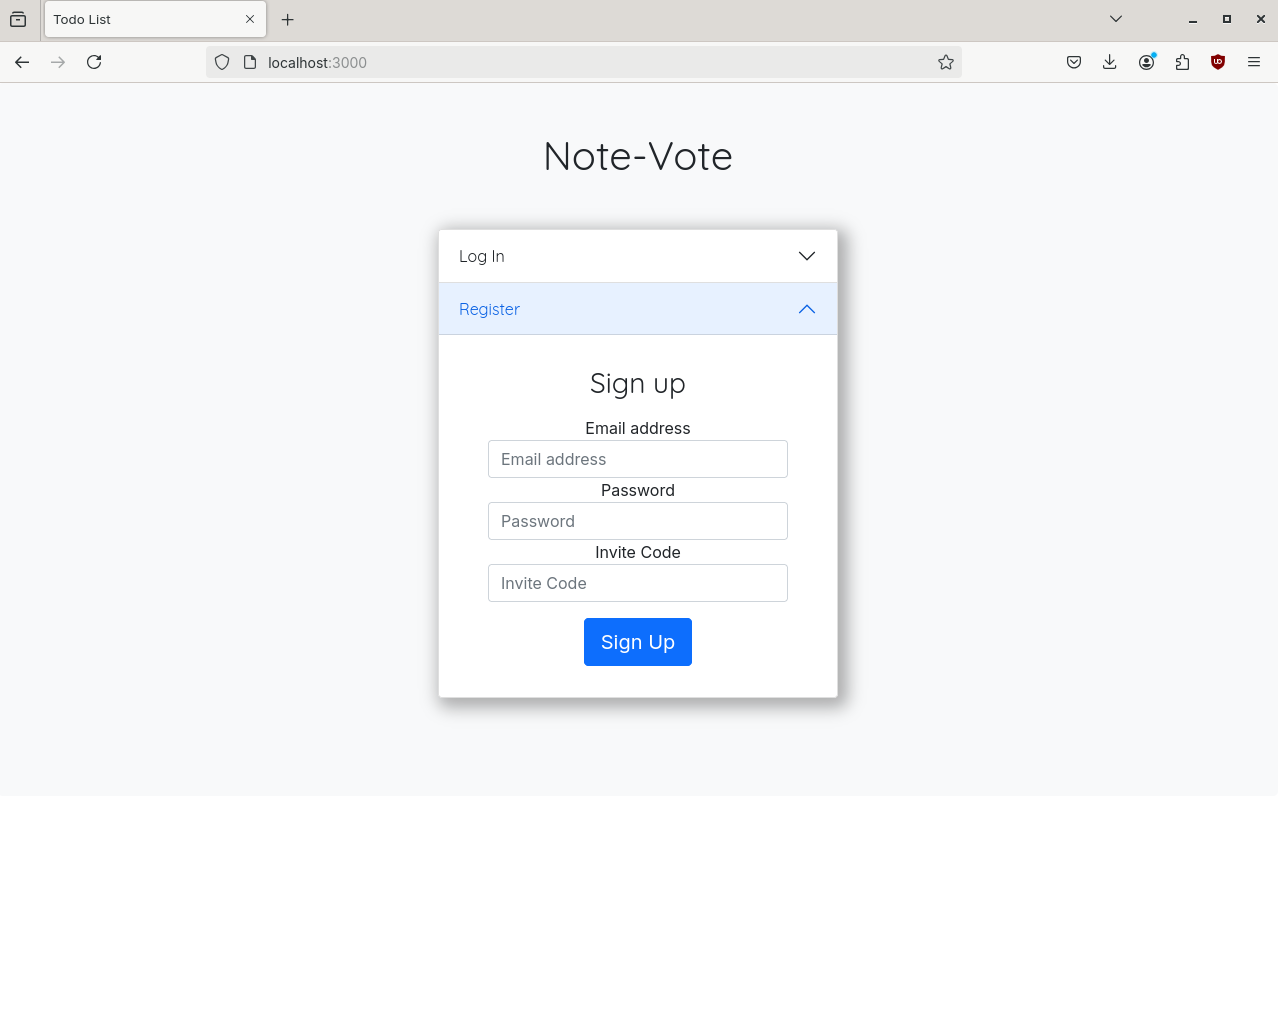 Todo List
localhost:3000
Note-Vote
Log In
Register
Sign up
Email address
Email address
Password
Password
Invite Code
Invite Code
Sign Up